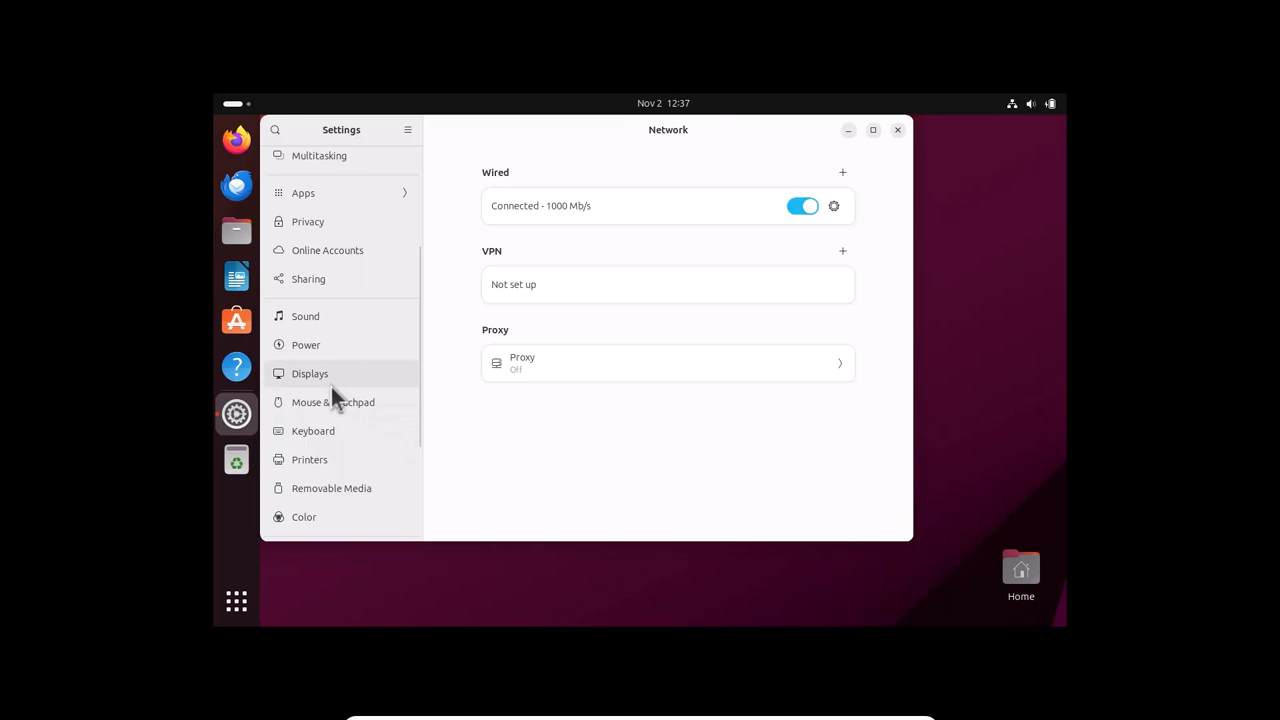 Nov 2 12:37
Settings
Network
Multitasking
Apps
Privacy
Online Accounts
Sharing
Sound
Power
Displays
Mouse &
chpad
Keyboard
Printers
Removable Media
Color
Wired
Connected - 1000 Mb/s
VPN
Not set up
Proxy
Proxy
Off
Home